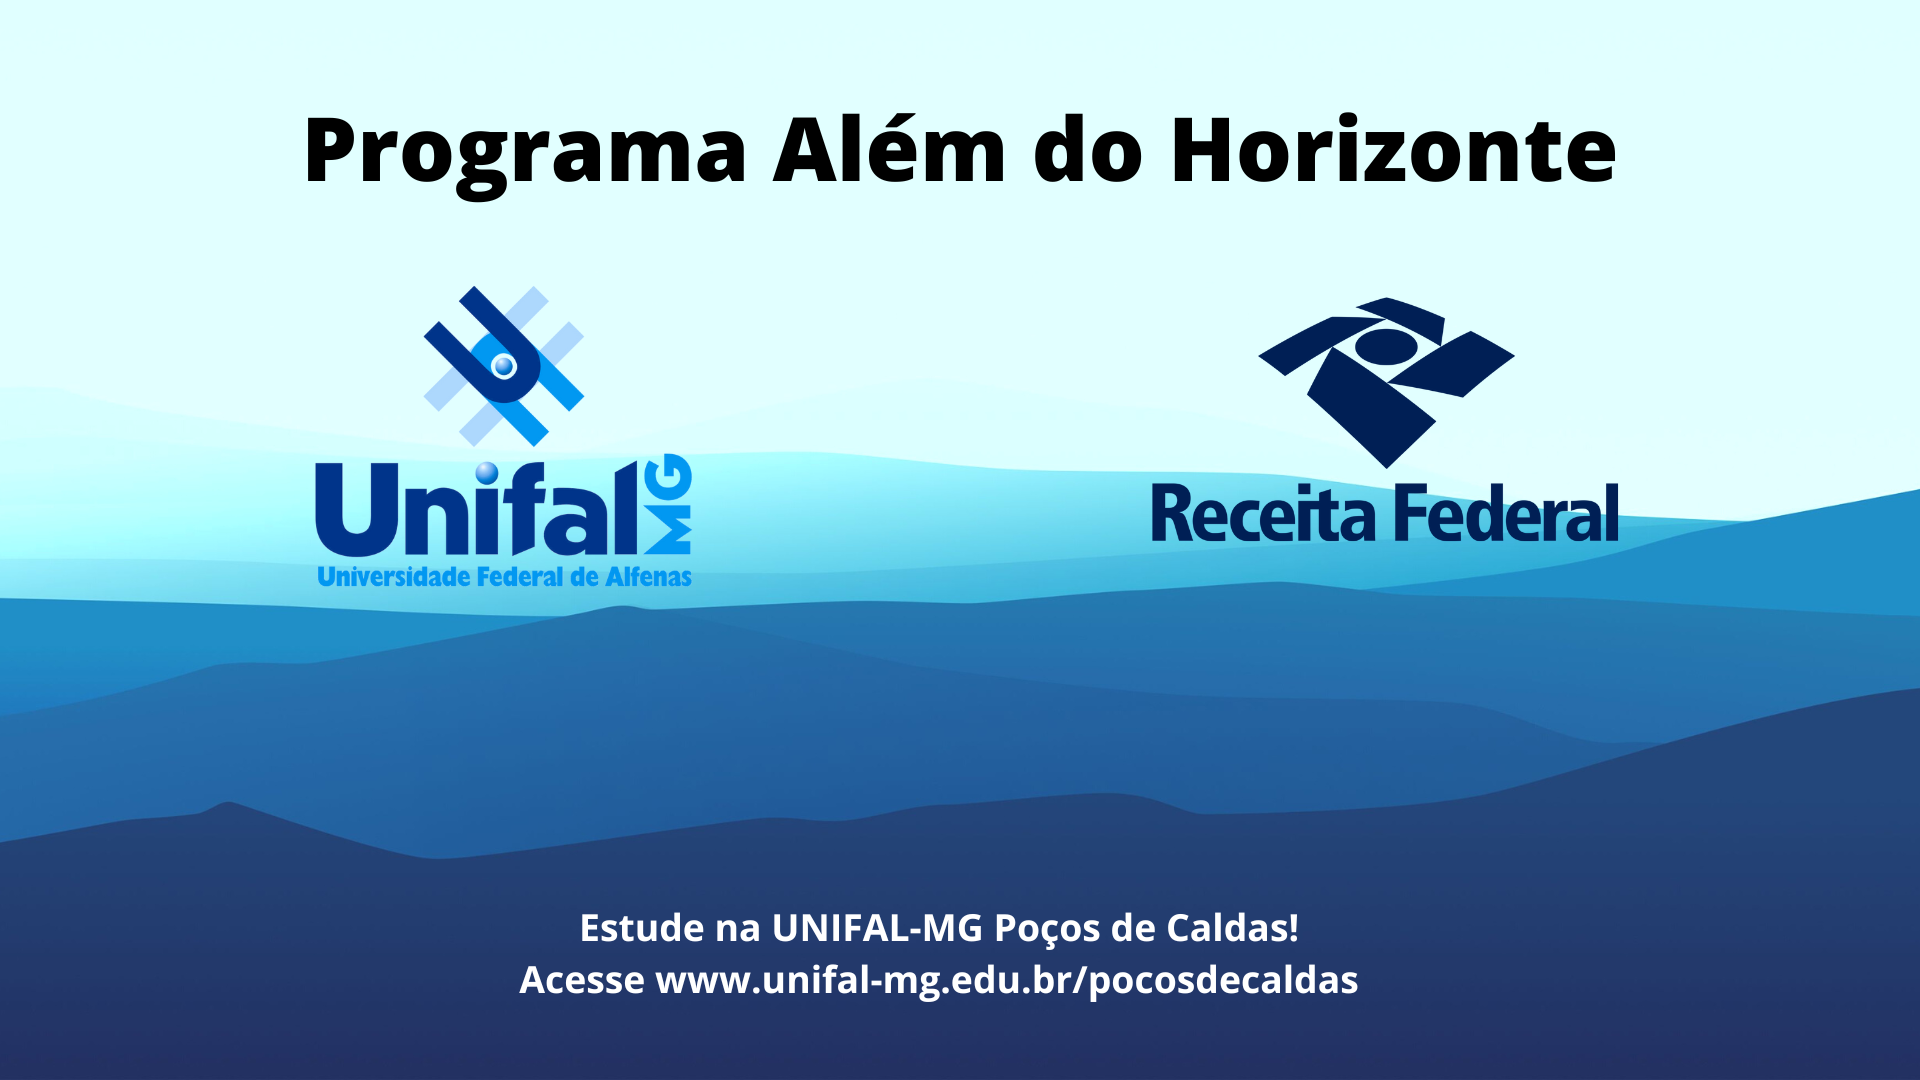 Programa Além do Horizonte
Unifal MG
Universidade Federal de Alfenas
Receita Federal
Estude na UNIFAL-MG Poços de Caldas!
Acesse www.unifal-mg.edu.br/pocosdecaldas